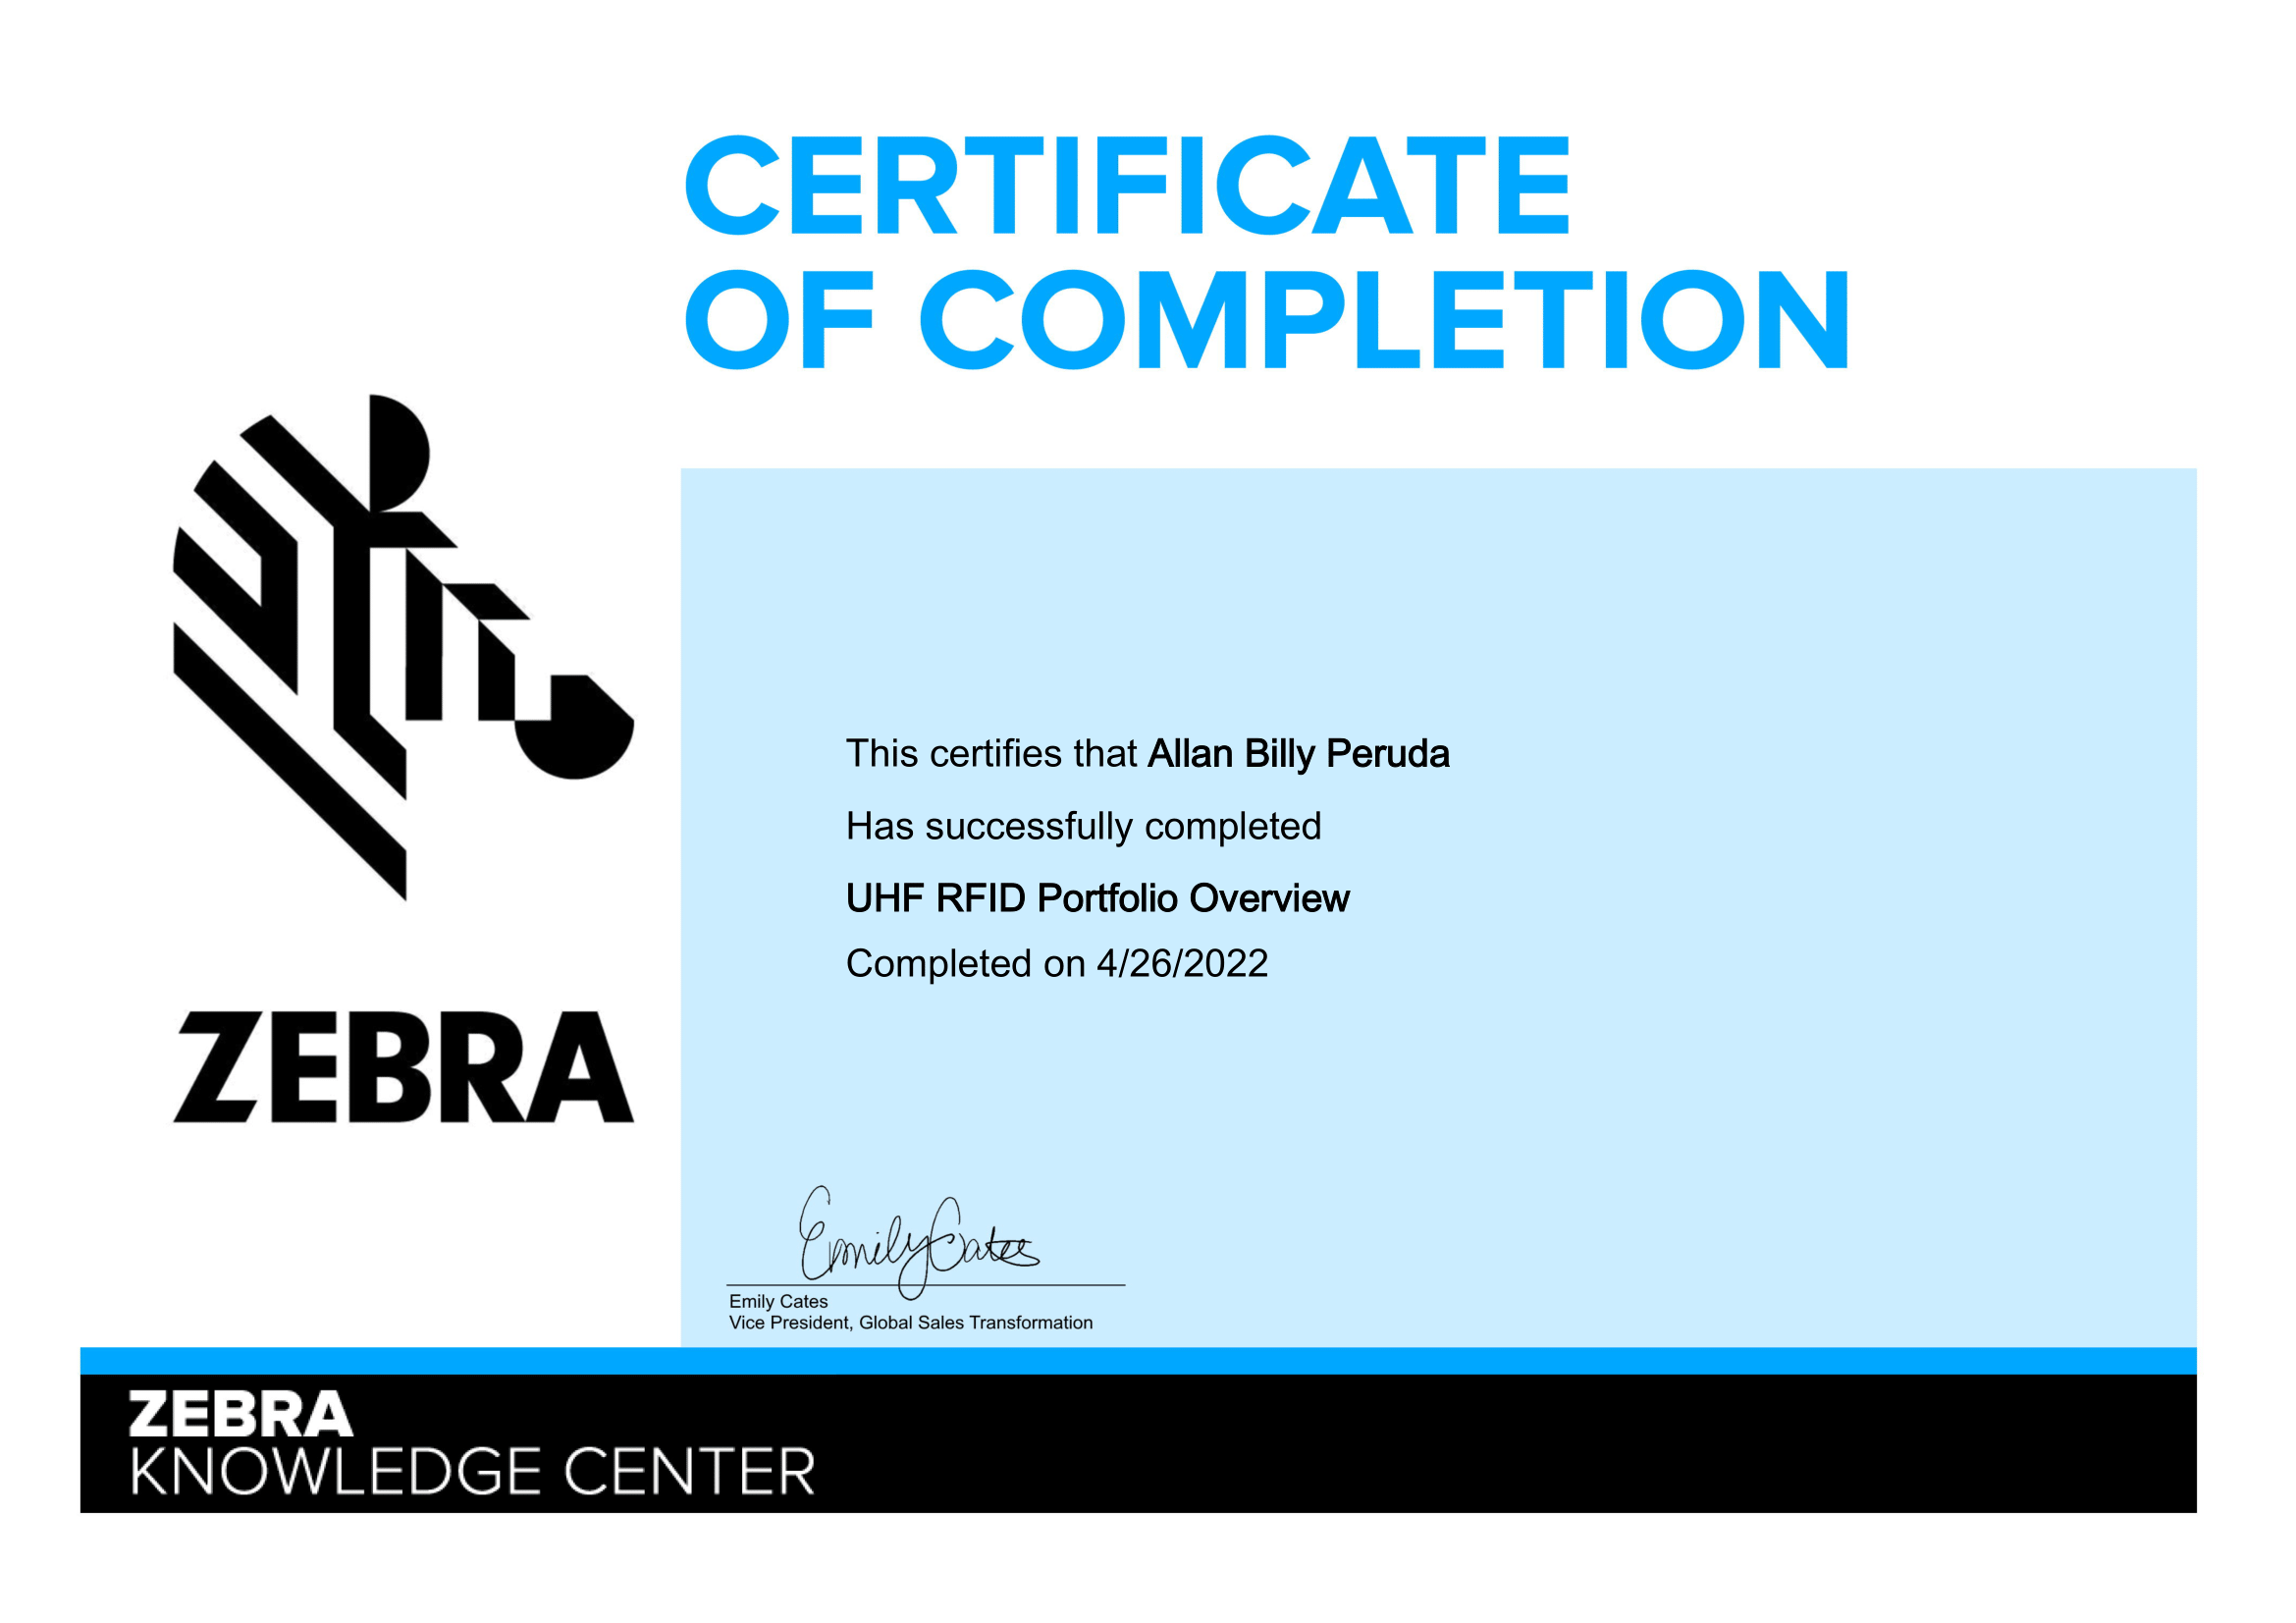 CERTIFICATE
OF COMPLETION
ZEBRA
This certifies that Allan Billy Peruda
Has successfully completed
UHF RFID Portfolio Overview
Completed on 4/26/2022
Emily Cates
Emily Cates
Vice President, Global Sales Transformation
ZEBRA
KNOWLEDGE CENTER